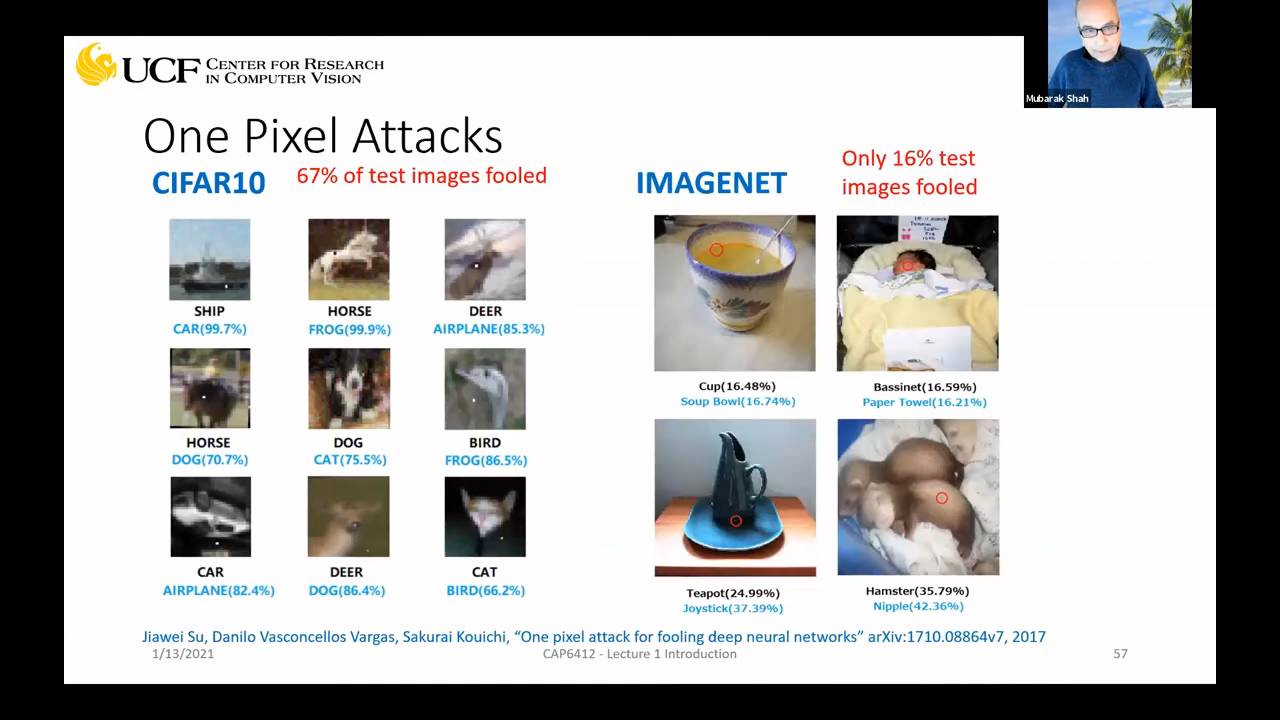 UCF CENTER FOR RESEARCH
IN COMPUTER VISION
Mubarak Shah
One Pixel Attacks
CIFAR10
67% of test images fooled
IMAGENET
Only 16% test
images fooled
SHIP
CAR(99.7%)
HORSE
FROG(99.9%)
DEER
AIRPLANE(85.3%)
HORSE
DOG(70.7%)
DOG
CAT(75.5%)
BIRD
FROG(86.5%)
CAR
AIRPLANE(82.4%)
DEER
DOG(86.4%)
CAT
BIRD(66.2%)
Cup(16.48%)
Soup Bowl(16.74%)
Bassinet(16.59%)
Paper Towel(16.21%)
Teapot(24.99%)
Joystick(37.39%)
Hamster(35.79%)
Nipple(42.36%)
Jiawei Su, Danilo Vasconcellos Vargas, Sakurai Kouichi, “One pixel attack for fooling deep neural networks” arXiv:1710.08864v7, 2017
1/13/2021
CAP6412 - Lecture 1 Introduction
57